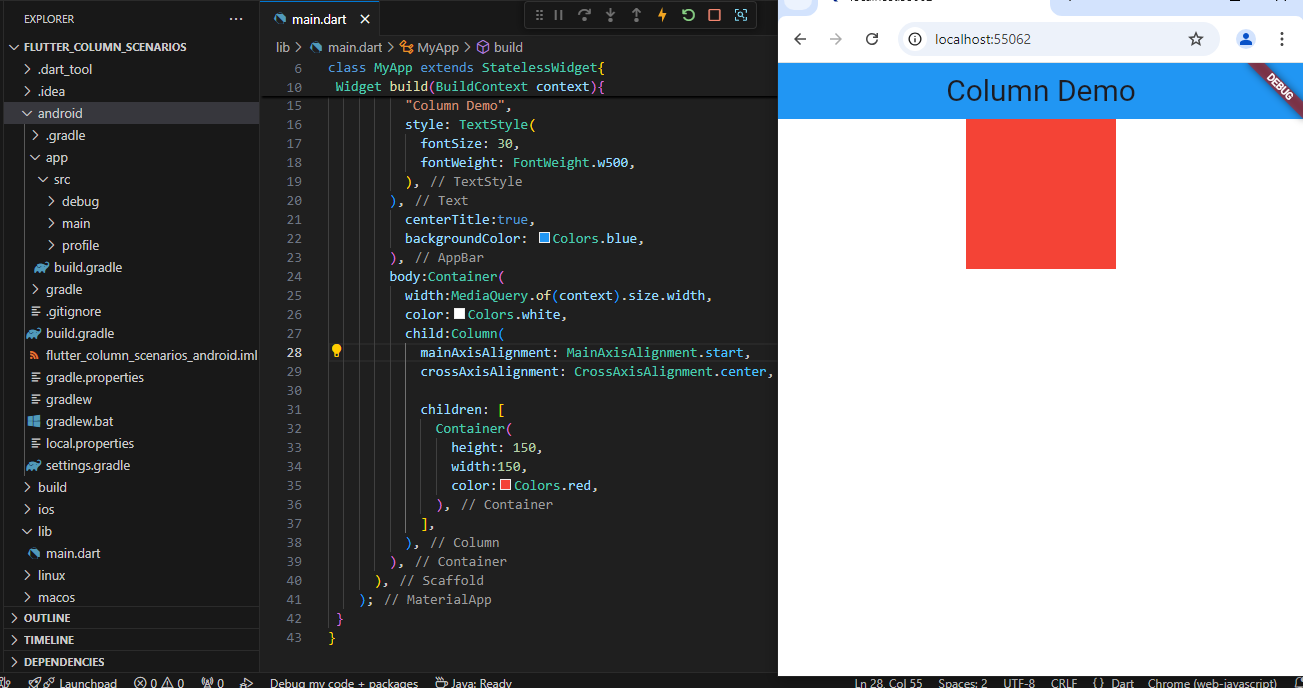 EXPLORER
FLUTTER_COLUMN_SCENARIOS
.dart_tool
.idea
android
.gradle
app
src
debug
main
profile
build.gradle
gradle
.gitignore
build.gradle
flutter_column_scenarios_android.iml
gradle.properties
gradlew
gradlew.bat
local.properties
settings.gradle
build
ios
lib
main.dart
linux
macos
OUTLINE
TIMELINE
DEPENDENCIES
main.dart
lib > main.dart > MyApp > build
6 class MyApp extends StatelessWidget{
10 Widget build(BuildContext context){
15 "Column Demo",
16 style: TextStyle(
17 fontSize: 30,
18 fontWeight: FontWeight.w500,
19 ), // TextStyle
20 ), // Text
21 centerTitle:true,
22 backgroundColor: Colors.blue,
23 ), // AppBar
24 body:Container(
25 width:MediaQuery.of(context).size.width,
26 color:Colors.white,
27 child:Column(
28 mainAxisAlignment: MainAxisAlignment.start,
29 crossAxisAlignment: CrossAxisAlignment.center,
30
31 children: [
32 Container(
33 height: 150,
34 width:150,
35 color:Colors.red,
36 ), // Container
37 ],
38 ), // Column
39 ), // Container
40 ), // Scaffold
41 ); // MaterialApp
42 }
43 }
localhost:55062
Column Demo
DEBUG
Launchpad 0 0 0 Debug my code + packages Java: Ready Ln 28, Col 55 Spaces: 2 UTF-8 CRLF {} Dart Chrome (web-javascript)